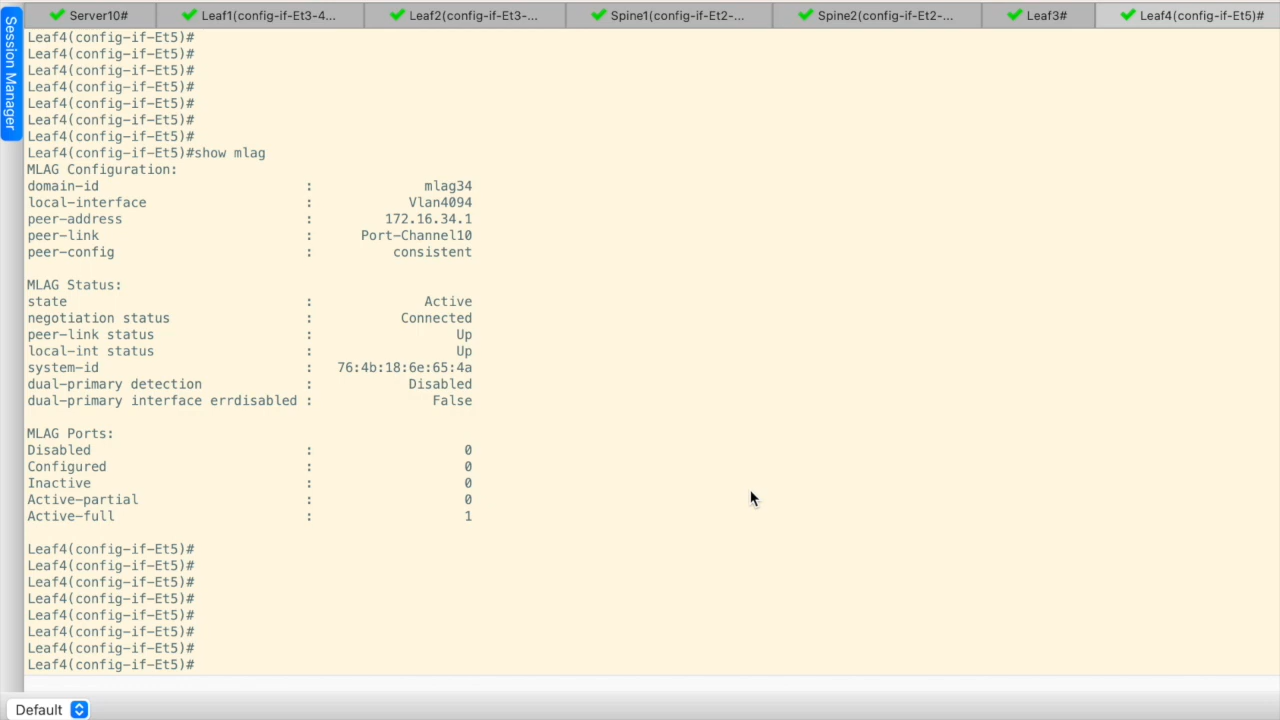 Server10#
Leaf1(config-if-Et3-4...
Leaf2(config-if-Et3-...
Spine1(config-if-Et2-...
Spine2(config-if-Et2-...
Leaf3#
Leaf4(config-if-Et5)#
Session Manager
Leaf4(config-if-Et5)#
Leaf4(config-if-Et5)#
Leaf4(config-if-Et5)#
Leaf4(config-if-Et5)#
Leaf4(config-if-Et5)#
Leaf4(config-if-Et5)#
Leaf4(config-if-Et5)#
Leaf4(config-if-Et5)#show mlag
MLAG Configuration:
domain-id : mlag34
local-interface : Vlan4094
peer-address : 172.16.34.1
peer-link : Port-Channel10
peer-config : consistent
MLAG Status:
state : Active
negotiation status : Connected
peer-link status : Up
local-int status : Up
system-id : 76:4b:18:6e:65:4a
dual-primary detection : Disabled
dual-primary interface errdisabled : False
MLAG Ports:
Disabled : 0
Configured : 0
Inactive : 0
Active-partial : 0
Active-full : 1
Leaf4(config-if-Et5)#
Leaf4(config-if-Et5)#
Leaf4(config-if-Et5)#
Leaf4(config-if-Et5)#
Leaf4(config-if-Et5)#
Leaf4(config-if-Et5)#
Leaf4(config-if-Et5)#
Leaf4(config-if-Et5)#
Default